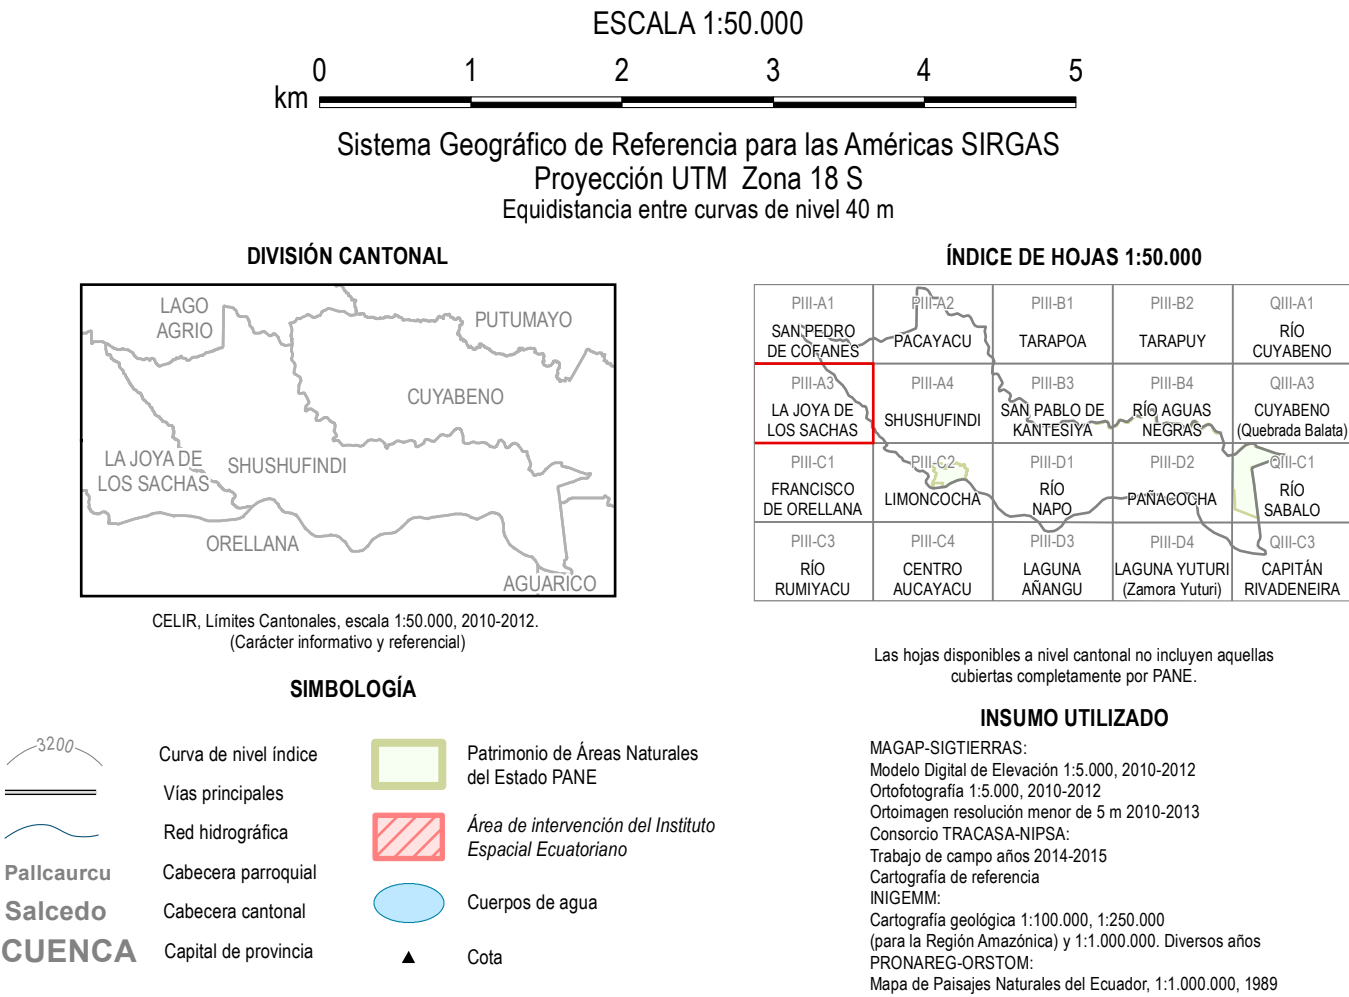 ESCALA 1:50.000
0 1 2 3 4 5
km
Sistema Geográfico de Referencia para las Américas SIRGAS
Proyección UTM Zona 18 S
Equidistancia entre curvas de nivel 40 m
DIVISIÓN CANTONAL
LAGO
AGRIO
PUTUMAYO
CUYABENO
LA JOYA DE
LOS SACHAS
SHUSHUFINDI
ORELLANA
AGUARICO
CELIR, Límites Cantonales, escala 1:50.000, 2010-2012.
(Carácter informativo y referencial)
ÍNDICE DE HOJAS 1:50.000
PIII-A1
SAN PEDRO
DE COFANES
PIII-A2
PACAYACU
PIII-B1
TARAPOA
PIII-B2
TARAPUY
QIII-A1
RÍO
CUYABENO
PIII-A3
LA JOYA DE
LOS SACHAS
PIII-A4
SHUSHUFINDI
PIII-B3
SAN PABLO DE
KANTESIYA
PIII-B4
RÍO AGUAS
NEGRAS
QIII-A3
CUYABENO
(Quebrada Balata)
PIII-C1
FRANCISCO
DE ORELLANA
PIII-C2
LIMONCOCHA
PIII-D1
RÍO
NAPO
PIII-D2
PAÑACOCHA
QIII-C1
RÍO
SABALO
PIII-C3
RÍO
RUMIYACU
PIII-C4
CENTRO
AUCAYACU
PIII-D3
LAGUNA
AÑANGU
PIII-D4
LAGUNA YUTURI
(Zamora Yuturi)
QIII-C3
CAPITÁN
RIVADENEIRA
Las hojas disponibles a nivel cantonal no incluyen aquellas
cubiertas completamente por PANE.
SIMBOLOGÍA
3200
Curva de nivel índice
Vías principales
Red hidrográfica
Pallcaurcu
Cabecera parroquial
Salcedo
Cabecera cantonal
CUENCA
Capital de provincia
Patrimonio de Áreas Naturales
del Estado PANE
Área de intervención del Instituto
Espacial Ecuatoriano
Cuerpos de agua
Cota
INSUMO UTILIZADO
MAGAP-SIGTIERRAS:
Modelo Digital de Elevación 1:5.000, 2010-2012
Ortofotografía 1:5.000, 2010-2012
Ortoimagen resolución menor de 5 m 2010-2013
Consorcio TRACASA-NIPSA:
Trabajo de campo años 2014-2015
Cartografía de referencia
INIGEMM:
Cartografía geológica 1:100.000, 1:250.000
(para la Región Amazónica) y 1:1.000.000. Diversos años
PRONAREG-ORSTOM:
Mapa de Paisajes Naturales del Ecuador, 1:1.000.000, 1989